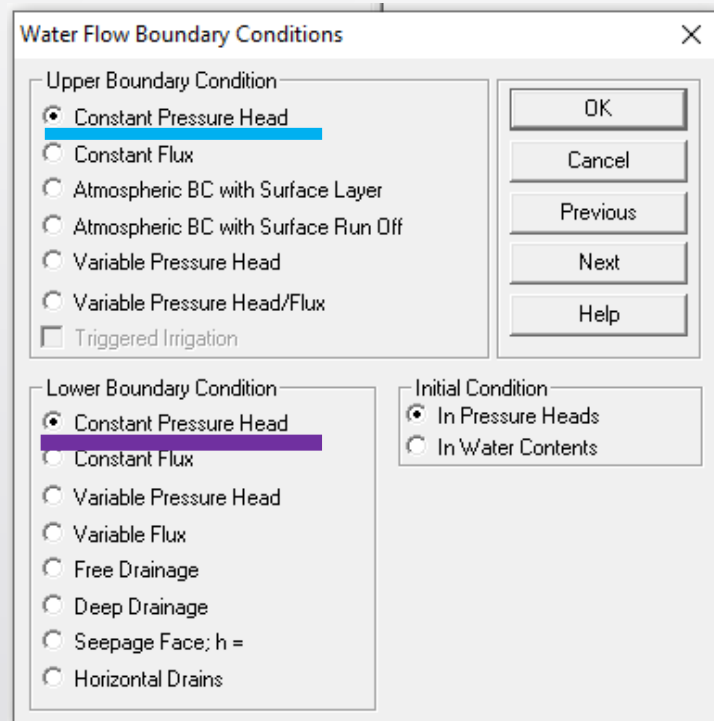 Water Flow Boundary Conditions
Upper Boundary Condition
Constant Pressure Head
Constant Flux
Atmospheric BC with Surface Layer
Atmospheric BC with Surface Run Off
Variable Pressure Head
Variable Pressure Head/Flux
Triggered Irrigation
OK
Cancel
Previous
Next
Help
Lower Boundary Condition
Constant Pressure Head
Constant Flux
Variable Pressure Head
Variable Flux
Free Drainage
Deep Drainage
Seepage Face; h =
Horizontal Drains
Initial Condition
In Pressure Heads
In Water Contents